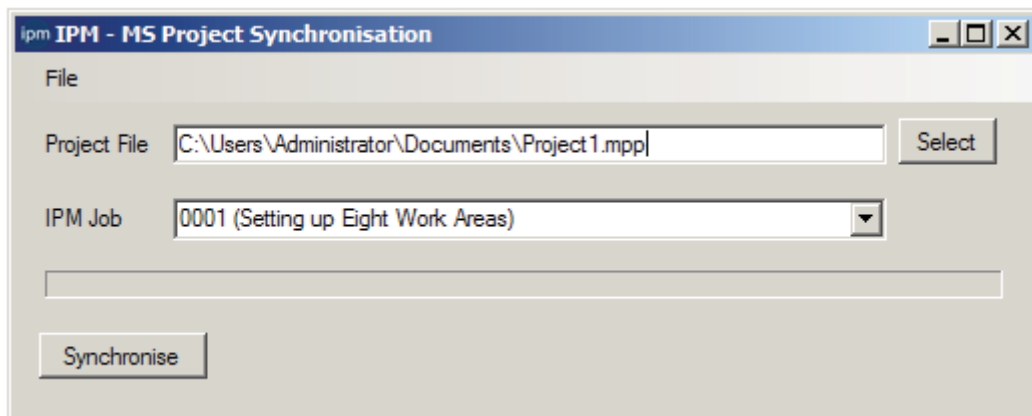 ipm IPM - MS Project Synchronisation
File
Project File C:\Users\Administrator\Documents\Project1.mpp Select
IPM Job 0001 (Setting up Eight Work Areas)
Synchronise